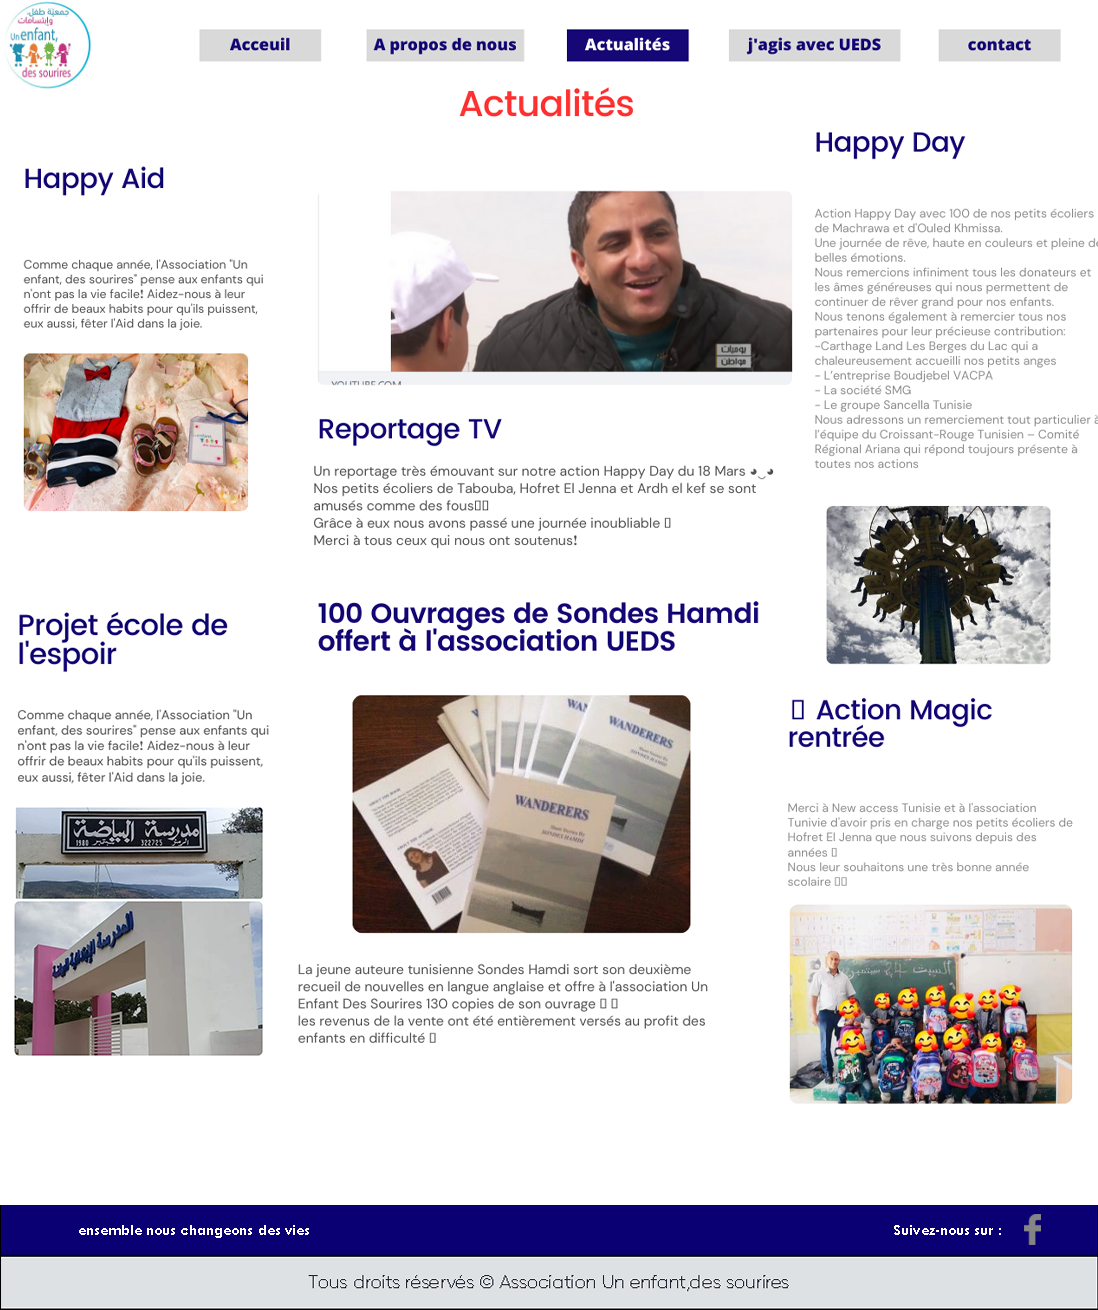 جمعيّة طفل،
وإبتسامات
Un enfant,
des sourires
Acceuil
A propos de nous
Actualités
j'agis avec UEDS
contact
Actualités
Happy Aid
Comme chaque année, l'Association "Un
enfant, des sourires" pense aux enfants qui
n'ont pas la vie facile! Aidez-nous à leur
offrir de beaux habits pour qu'ils puissent,
eux aussi, fêter l'Aid dans la joie.
Projet école de
l'espoir
Comme chaque année, l'Association "Un
enfant, des sourires" pense aux enfants qui
n'ont pas la vie facile! Aidez-nous à leur
offrir de beaux habits pour qu'ils puissent,
eux aussi, fêter l'Aid dans la joie.
مدرسة البياضة
1980 322725
يوميات
مواطن
YOUTUBE.COM
Reportage TV
Un reportage très émouvant sur notre action Happy Day du 18 Mars
Nos petits écoliers de Tabouba, Hofret El Jenna et Ardh el kef se sont
amusés comme des fous
Grâce à eux nous avons passé une journée inoubliable
Merci à tous ceux qui nous ont soutenus!
100 Ouvrages de Sondes Hamdi
offert à l'association UEDS
WANDERERS
WANDERERS
Short Stories By
SONDES HAMDI
ABOUT THE BOOK
La jeune auteure tunisienne Sondes Hamdi sort son deuxième
recueil de nouvelles en langue anglaise et offre à l'association Un
Enfant Des Sourires 130 copies de son ouvrage
les revenus de la vente ont été entièrement versés au profit des
enfants en difficulté
Happy Day
Action Happy Day avec 100 de nos petits écoliers
de Machrawa et d'Ouled Khmissa.
Une journée de rêve, haute en couleurs et pleine de
belles émotions.
Nous remercions infiniment tous les donateurs et
les âmes généreuses qui nous permettent de
continuer de rêver grand pour nos enfants.
Nous tenons également à remercier tous nos
partenaires pour leur précieuse contribution:
-Carthage Land Les Berges du Lac qui a
chaleureusement accueilli nos petits anges
- L'entreprise Boudjebel VACPA
- La société SMG
- Le groupe Sancella Tunisie
Nous adressons un remerciement tout particulier à
l'équipe du Croissant-Rouge Tunisien – Comité
Régional Ariana qui répond toujours présente à
toutes nos actions
Action Magic
rentrée
Merci à New access Tunisie et à l'association
Tunivie d'avoir pris en charge nos petits écoliers de
Hofret El Jenna que nous suivons depuis des
années
Nous leur souhaitons une très bonne année
scolaire
ensemble nous changeons des vies
Suivez-nous sur :
Tous droits réservés © Association Un enfant,des sourires